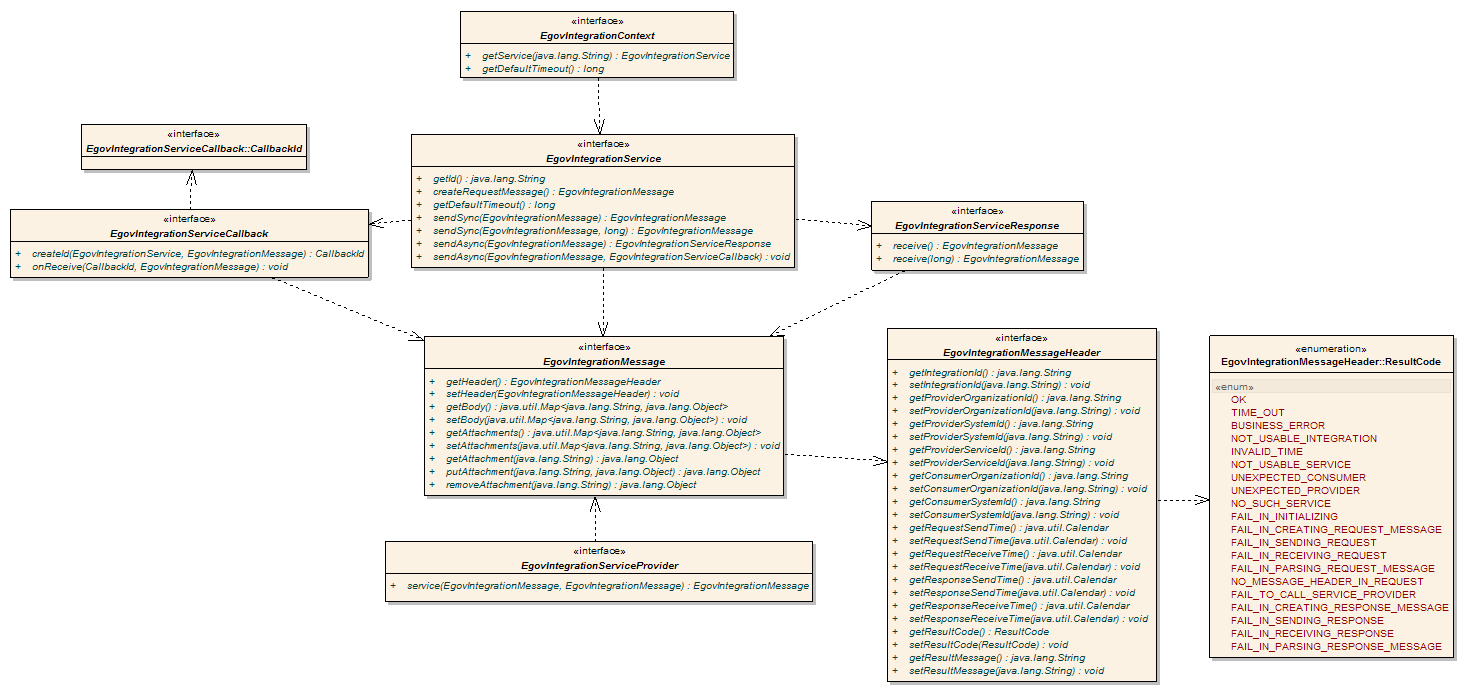 «interface»
EgovIntegrationContext
+ getService(java.lang.String) : EgovIntegrationService
+ getDefaultTimeout() : long
«interface»
EgovIntegrationServiceCallback::CallbackId
«interface»
EgovIntegrationService
+ getId() : java.lang.String
+ createRequestMessage() : EgovIntegrationMessage
+ getDefaultTimeout() : long
+ sendSync(EgovIntegrationMessage) : EgovIntegrationMessage
+ sendSync(EgovIntegrationMessage, long) : EgovIntegrationMessage
+ sendAsync(EgovIntegrationMessage) : EgovIntegrationServiceResponse
+ sendAsync(EgovIntegrationMessage, EgovIntegrationServiceCallback) : void
«interface»
EgovIntegrationServiceCallback
+ createId(EgovIntegrationService, EgovIntegrationMessage) : CallbackId
+ onReceive(CallbackId, EgovIntegrationMessage) : void
«interface»
EgovIntegrationServiceResponse
+ receive() : EgovIntegrationMessage
+ receive(long) : EgovIntegrationMessage
«interface»
EgovIntegrationMessage
+ getHeader() : EgovIntegrationMessageHeader
+ setHeader(EgovIntegrationMessageHeader) : void
+ getBody() : java.util.Map<java.lang.String, java.lang.Object>
+ setBody(java.util.Map<java.lang.String, java.lang.Object>) : void
+ getAttachments() : java.util.Map<java.lang.String, java.lang.Object>
+ setAttachments(java.util.Map<java.lang.String, java.lang.Object>) : void
+ getAttachment(java.lang.String) : java.lang.Object
+ putAttachment(java.lang.String, java.lang.Object) : java.lang.Object
+ removeAttachment(java.lang.String) : java.lang.Object
«interface»
EgovIntegrationMessageHeader
+ getIntegrationId() : java.lang.String
+ setIntegrationId(java.lang.String) : void
+ getProviderOrganizationId() : java.lang.String
+ setProviderOrganizationId(java.lang.String) : void
+ getProviderSystemId() : java.lang.String
+ setProviderSystemId(java.lang.String) : void
+ getProviderServiceId() : java.lang.String
+ setProviderServiceId(java.lang.String) : void
+ getConsumerOrganizationId() : java.lang.String
+ setConsumerOrganizationId(java.lang.String) : void
+ getConsumerSystemId() : java.lang.String
+ setConsumerSystemId(java.lang.String) : void
+ getRequestSendTime() : java.util.Calendar
+ setRequestSendTime(java.util.Calendar) : void
+ getRequestReceiveTime() : java.util.Calendar
+ setRequestReceiveTime(java.util.Calendar) : void
+ getResponseSendTime() : java.util.Calendar
+ setResponseSendTime(java.util.Calendar) : void
+ getResponseReceiveTime() : java.util.Calendar
+ setResponseReceiveTime(java.util.Calendar) : void
+ getResultCode() : ResultCode
+ setResultCode(ResultCode) : void
+ getResultMessage() : java.lang.String
+ setResultMessage(java.lang.String) : void
«enumeration»
EgovIntegrationMessageHeader::ResultCode
«enum»
OK
TIME_OUT
BUSINESS_ERROR
NOT_USABLE_INTEGRATION
INVALID_TIME
NOT_USABLE_SERVICE
UNEXPECTED_CONSUMER
UNEXPECTED_PROVIDER
NO_SUCH_SERVICE
FAIL_IN_INITIALIZING
FAIL_IN_CREATING_REQUEST_MESSAGE
FAIL_IN_SENDING_REQUEST
FAIL_IN_RECEIVING_REQUEST
FAIL_IN_PARSING_REQUEST_MESSAGE
NO_MESSAGE_HEADER_IN_REQUEST
FAIL_TO_CALL_SERVICE_PROVIDER
FAIL_IN_CREATING_RESPONSE_MESSAGE
FAIL_IN_SENDING_RESPONSE
FAIL_IN_RECEIVING_RESPONSE
FAIL_IN_PARSING_RESPONSE_MESSAGE
«interface»
EgovIntegrationServiceProvider
+ service(EgovIntegrationMessage, EgovIntegrationMessage) : EgovIntegrationMessage